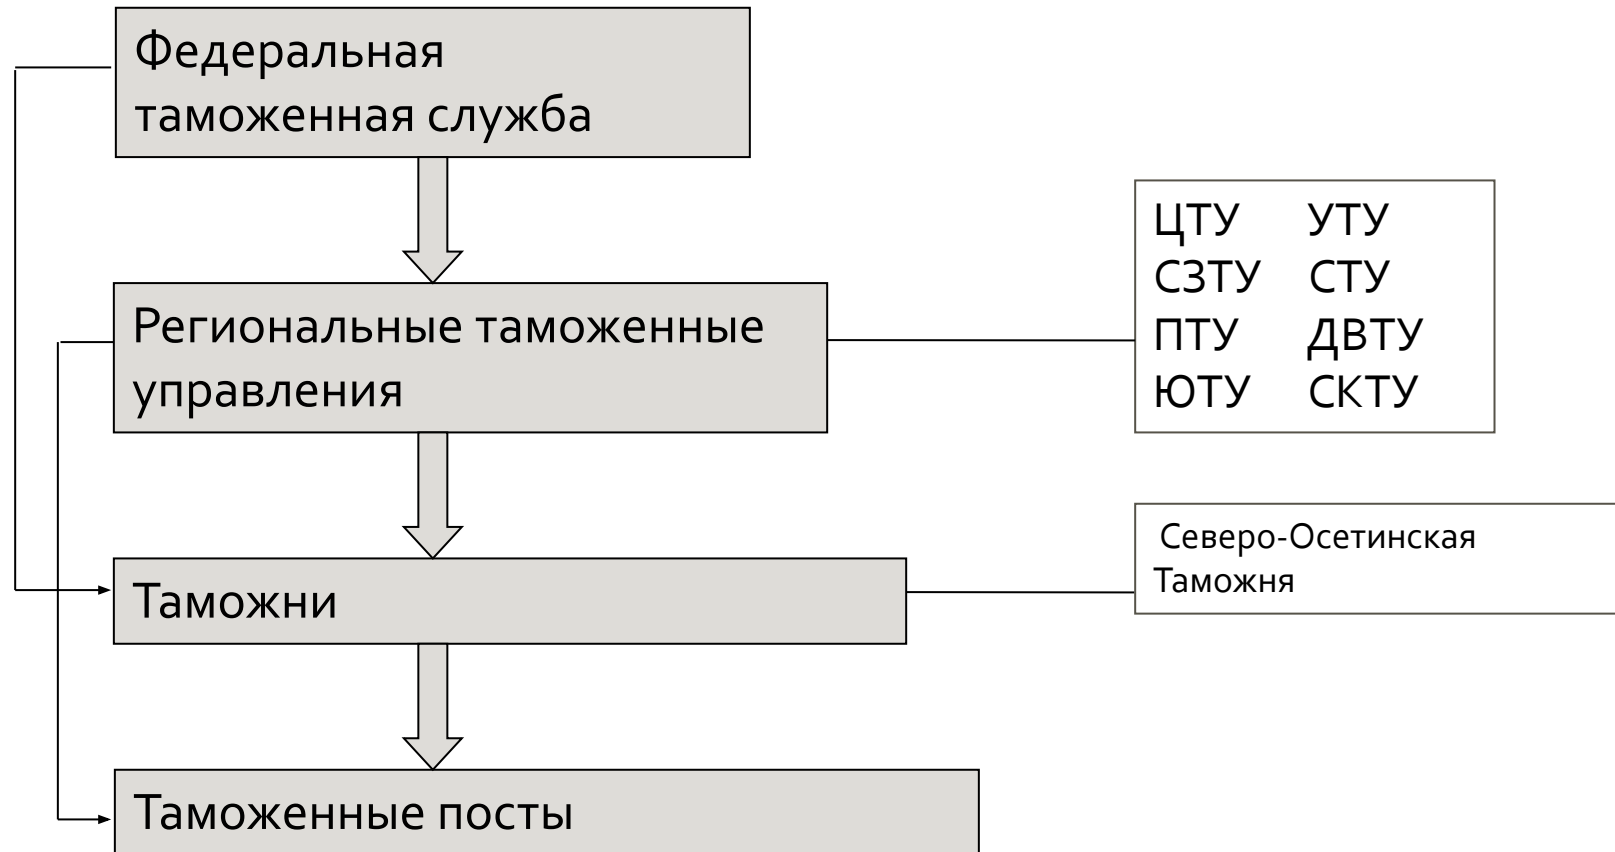 Федеральная
таможенная служба
Региональные таможенные
управления
ЦТУ УТУ
СЗТУ СТУ
ПТУ ДВТУ
ЮТУ СКТУ
Таможни
Северо-Осетинская
Таможня
Таможенные посты